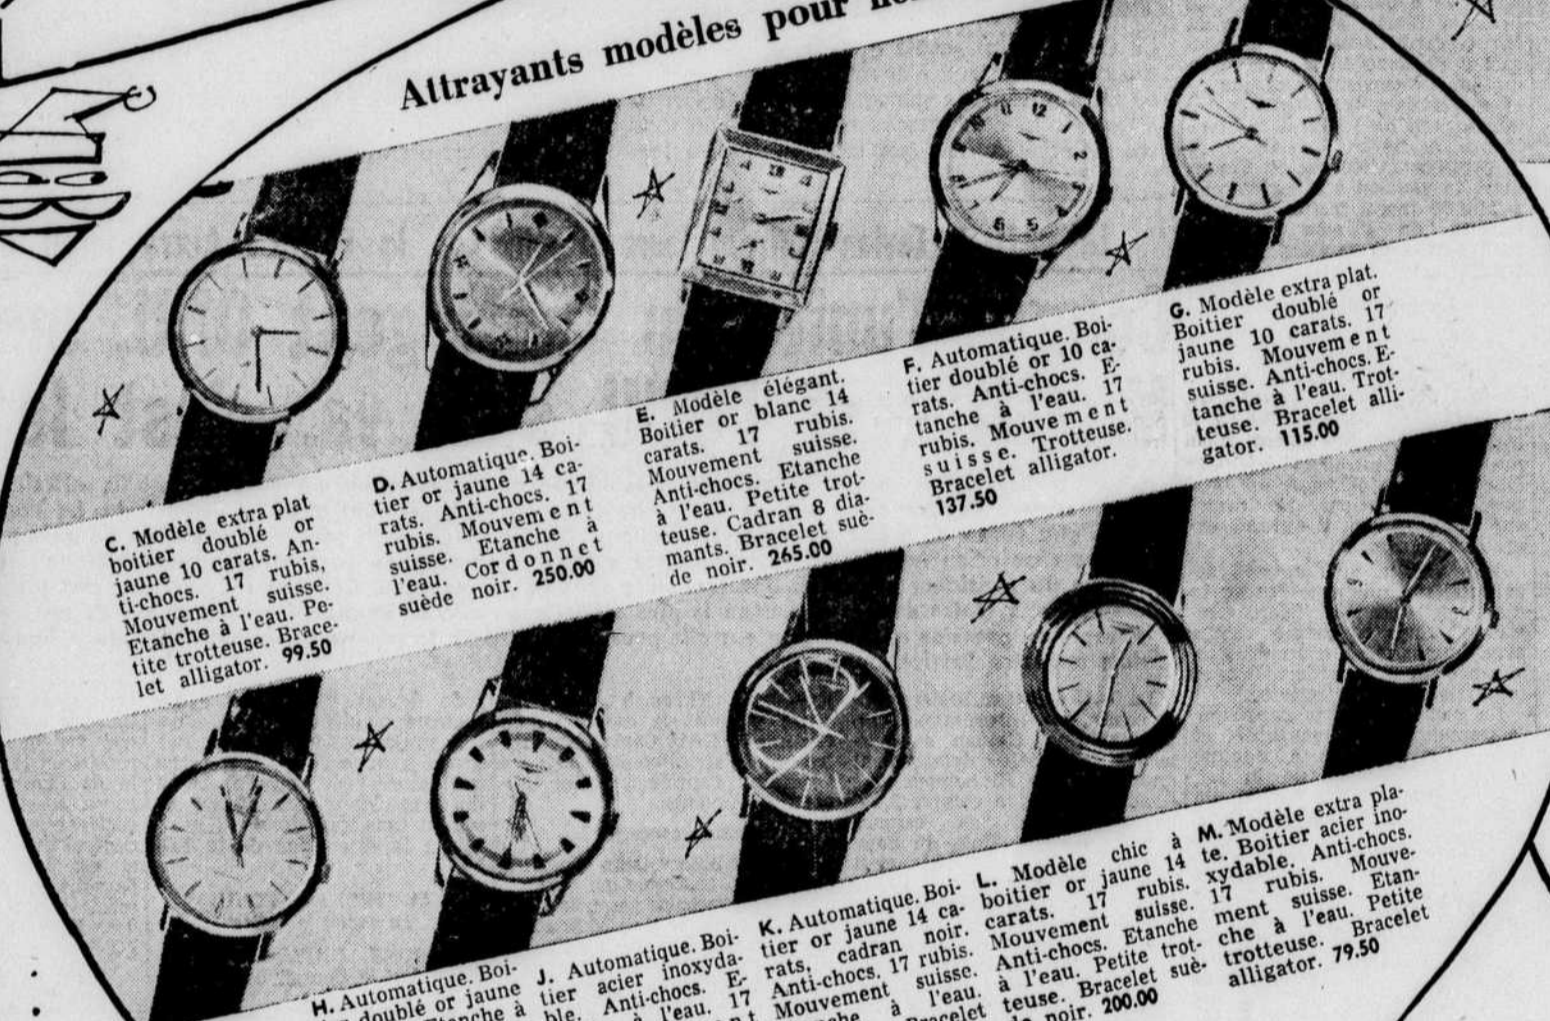 Attrayants modèles pour
C. Modèle extra plat
boitier doublé or
jaune 10 carats. An-
ti-chocs. 17 rubis,
Mouvement suisse.
Etanche à l'eau. Pe-
tite trotteuse. Brace-
let alligator. 99.50
D. Automatique. Boi-
tier or jaune 14 ca-
rats. Anti-chocs. 17
rubis. Mouvement
suisse. Etanche à
l'eau. Cordonnet
suède noir. 250.00
E. Modèle élégant.
Boitier or blanc 14
carats. 17 rubis.
Mouvement suisse.
Anti-chocs. Etanche
à l'eau. Petite trot-
teuse. Cadran 8 dia-
mants. Bracelet suè-
de noir. 265.00
F. Automatique. Boi-
tier doublé or 10 ca-
rats. Anti-chocs. E-
tanche à l'eau. 17
rubis. Mouvement
suisse. Trotteuse.
Bracelet alligator.
137.50
G. Modèle extra plat.
Boitier doublé or
jaune 10 carats. 17
rubis. Mouvement
suisse. Anti-chocs. E-
tanche à l'eau. Trot-
teuse. Bracelet alli-
gator. 115.00
H. Automatique. Boi-
doublé or jaune
Etanche à
J. Automatique. Boi-
tier acier inoxyda-
ble. Anti-chocs. E-
à l'eau. 17
K. Automatique. Boi-
tier or jaune 14 ca-
rats, cadran noir.
Anti-chocs. 17 rubis.
Mouvement suisse.
à l'eau.
Bracelet
L. Modèle chic à
boitier or jaune 14
carats. 17 rubis.
Mouvement suisse.
Anti-chocs. Etanche
à l'eau. Petite trot-
teuse. Bracelet suè-
de noir. 200.00
M. Modèle extra pla-
te. Boitier acier ino-
xydable. Anti-chocs.
17 rubis. Mouve-
ment suisse. Etan-
che à l'eau. Petite
trotteuse. Bracelet
alligator. 79.50